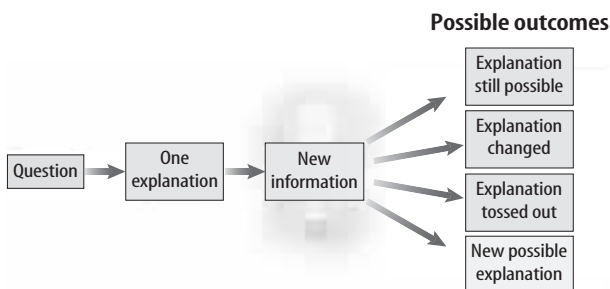 Possible outcomes
Explanation
still possible
Explanation
changed
Question
One
explanation
New
information
Explanation
tossed out
New possible
explanation